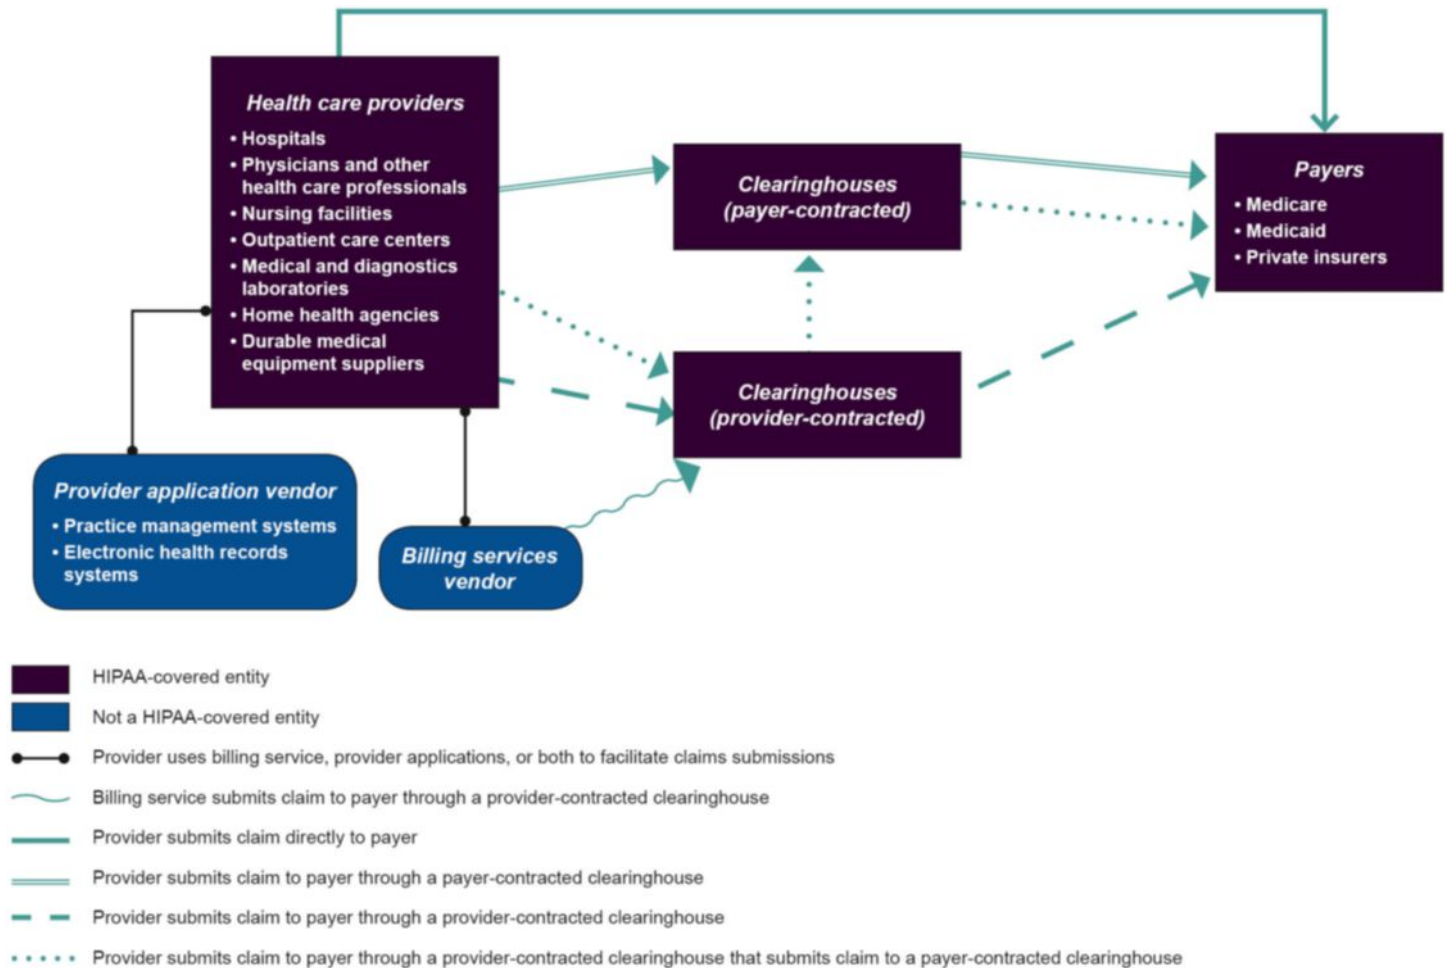 Health care providers
• Hospitals
• Physicians and other
health care professionals
• Nursing facilities
• Outpatient care centers
• Medical and diagnostics
laboratories
• Home health agencies
• Durable medical
equipment suppliers
Clearinghouses
(payer-contracted)
Payers
• Medicare
• Medicaid
• Private insurers
Clearinghouses
(provider-contracted)
Provider application vendor
• Practice management systems
• Electronic health records
systems
Billing services
vendor
HIPAA-covered entity
Not a HIPAA-covered entity
Provider uses billing service, provider applications, or both to facilitate claims submissions
Billing service submits claim to payer through a provider-contracted clearinghouse
Provider submits claim directly to payer
Provider submits claim to payer through a payer-contracted clearinghouse
Provider submits claim to payer through a provider-contracted clearinghouse
Provider submits claim to payer through a provider-contracted clearinghouse that submits claim to a payer-contracted clearinghouse